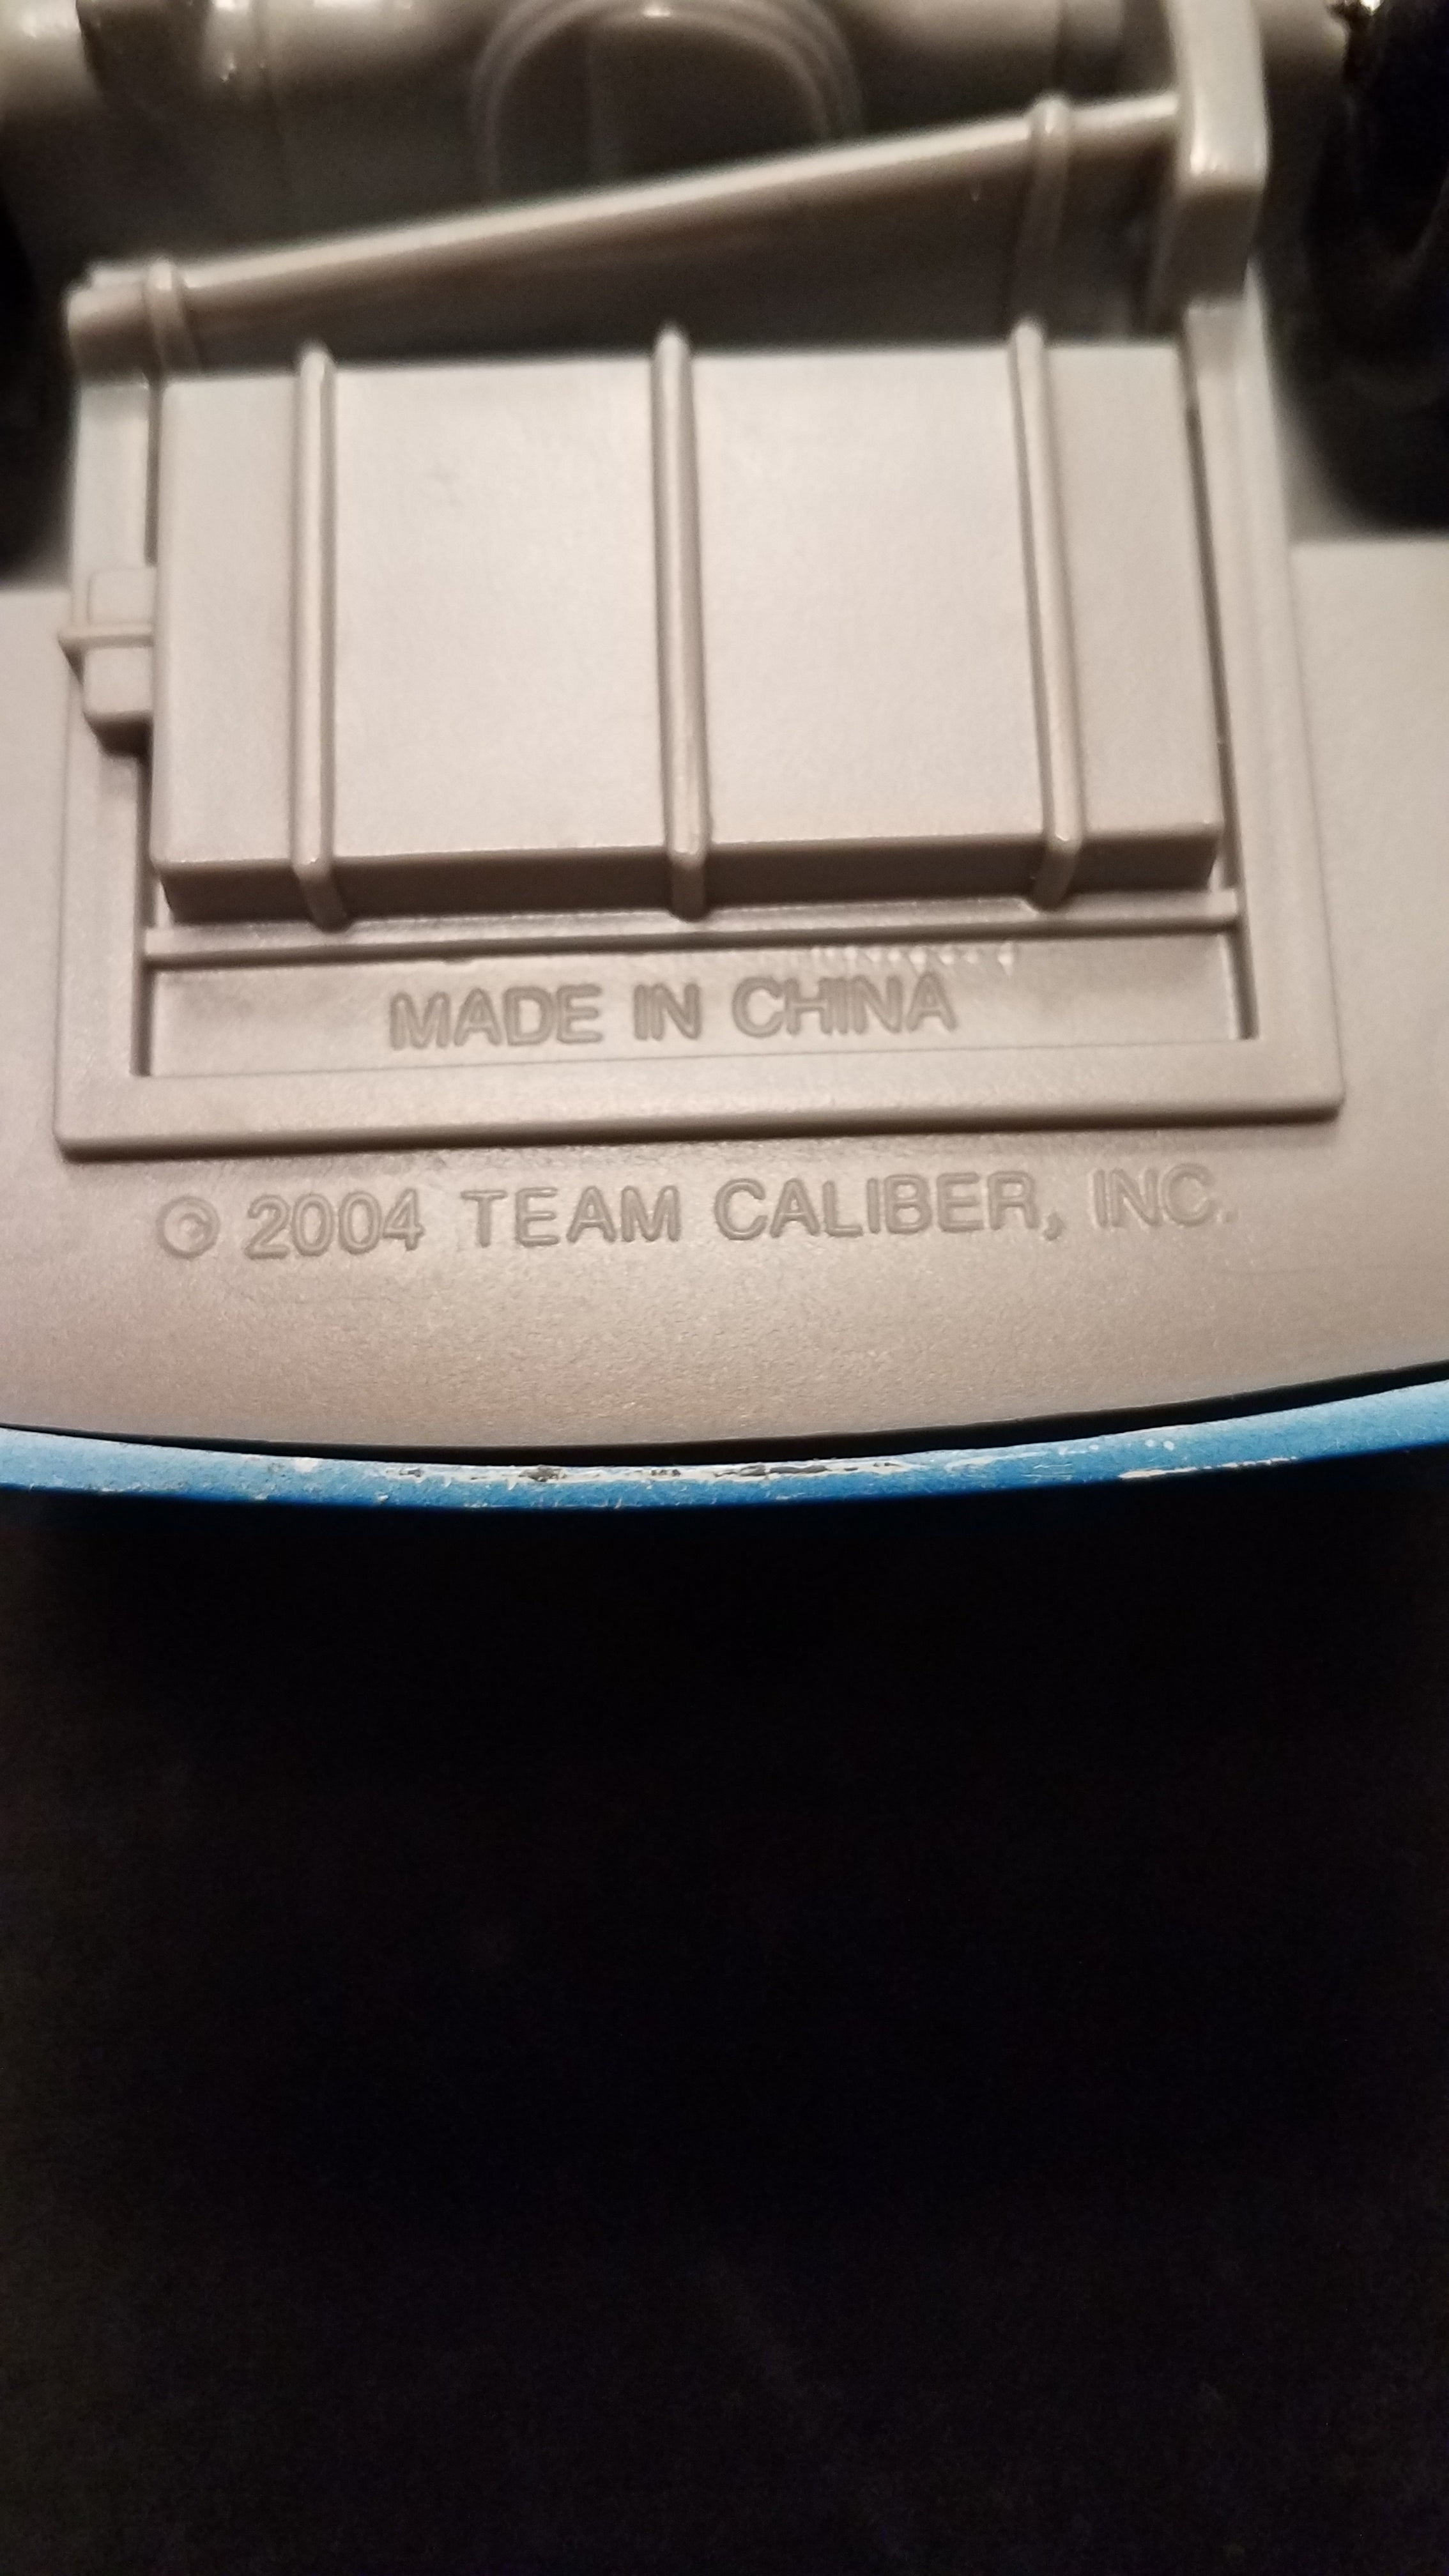 MADE IN CHINA
© 2004 TEAM CALIBER, INC.